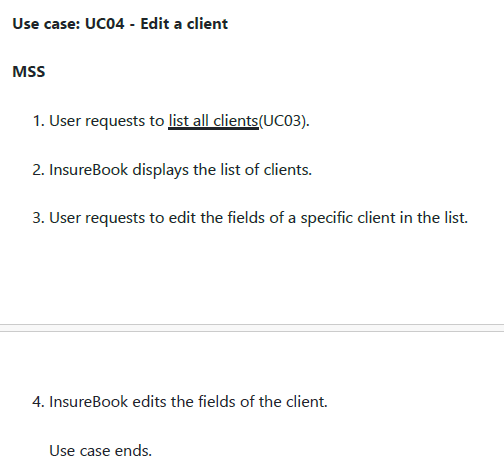 Use case: UC04 - Edit a client
MSS
1. User requests to list all clients(UC03).
2. InsureBook displays the list of clients.
3. User requests to edit the fields of a specific client in the list.
4. InsureBook edits the fields of the client.
Use case ends.